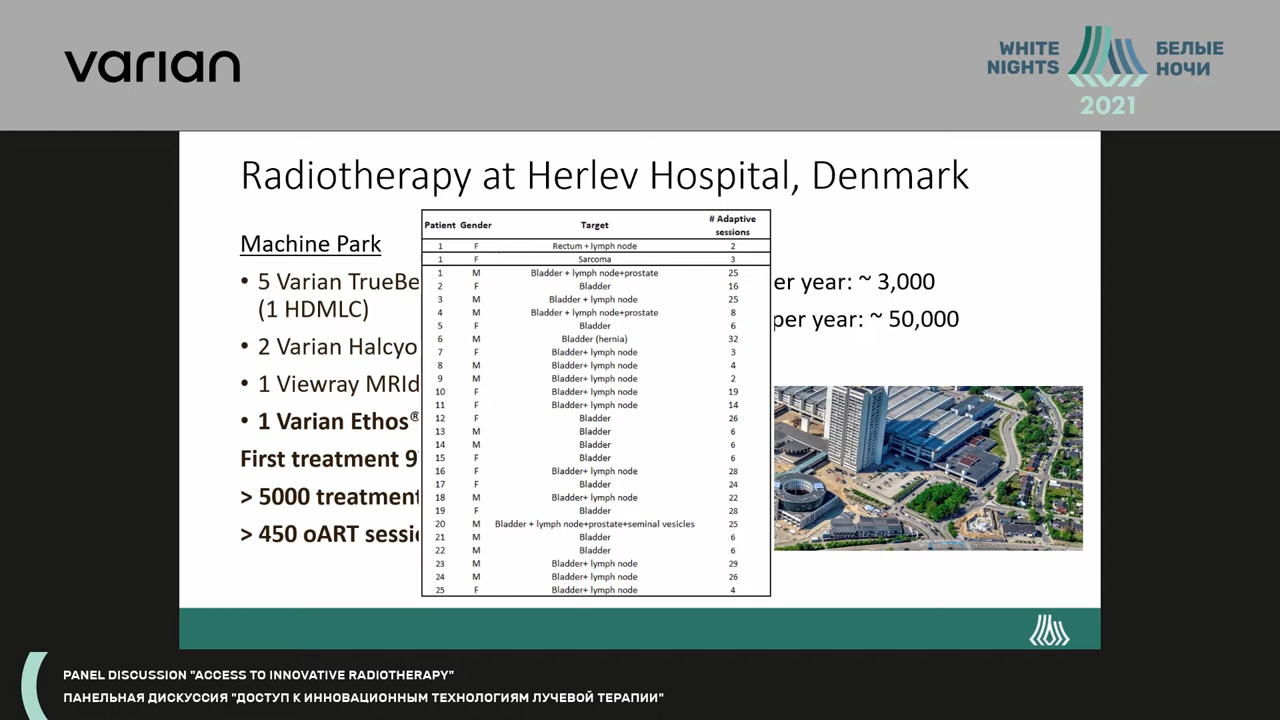 varian
WHITE NIGHTS
БЕЛЫЕ НОЧИ
2021
Radiotherapy at Herlev Hospital, Denmark
Machine Park
• 5 Varian TrueBe
(1 HDMLC)
• 2 Varian Halcyo
• 1 Viewray MRId
• 1 Varian Ethos®
First treatment 9
> 5000 treatment
> 450 oART sessi
er year: ~ 3,000
per year: ~ 50,000
Patient Gender Target # Adaptive sessions
1 F Rectum + lymph node 2
1 F Sarcoma 3
1 M Bladder + lymph node+prostate 25
2 F Bladder 16
3 M Bladder + lymph node 25
4 M Bladder + lymph node+prostate 8
5 F Bladder 6
6 M Bladder (hernia) 32
7 F Bladder+ lymph node 3
8 M Bladder+ lymph node 4
9 M Bladder+ lymph node 2
10 F Bladder+ lymph node 19
11 F Bladder+ lymph node 14
12 F Bladder 26
13 M Bladder 6
14 M Bladder 6
15 F Bladder 6
16 F Bladder+ lymph node 28
17 F Bladder 24
18 M Bladder+ lymph node 22
19 F Bladder 28
20 M Bladder + lymph node+prostate+seminal vesicles 25
21 M Bladder 6
22 M Bladder 6
23 M Bladder+ lymph node 29
24 M Bladder+ lymph node 26
25 F Bladder+ lymph node 4
PANEL DISCUSSION "ACCESS TO INNOVATIVE RADIOTHERAPY"
ПАНЕЛЬНАЯ ДИСКУССИЯ "ДОСТУП К ИННОВАЦИОННЫМ ТЕХНОЛОГИЯМ ЛУЧЕВОЙ ТЕРАПИИ"